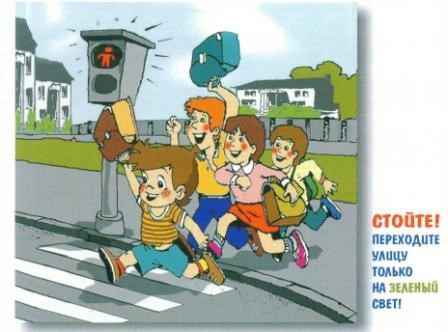 СТОЙТЕ!
ПЕРЕХОДИТЕ
УЛИЦУ
ТОЛЬКО
НА ЗЕЛЕНЫЙ
СВЕТ!